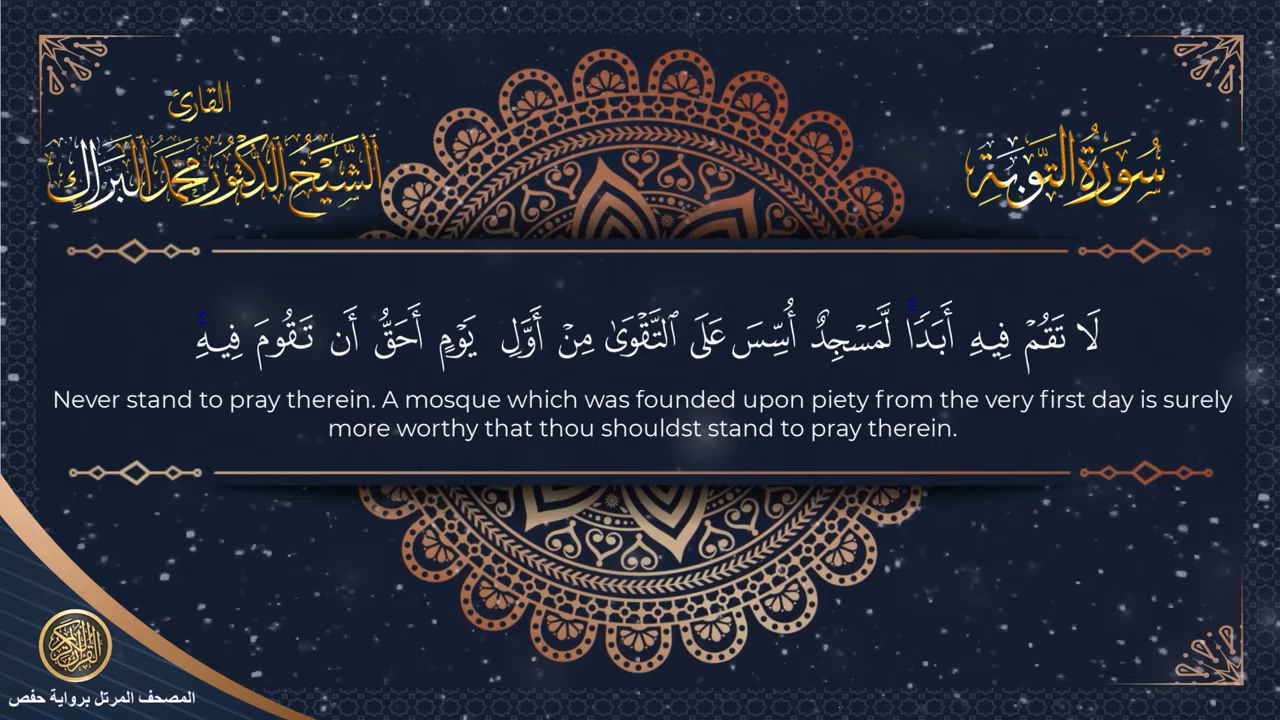 القارئ
الشيخ الدكتور محمد البراك
سورة التوبة
لَا تَقُمْ فِيهِ أَبَدًا ۚ لَّمَسْجِدٌ أُسِّسَ عَلَى ٱلتَّقْوَىٰ مِنْ أَوَّلِ يَوْمٍ أَحَقُّ أَن تَقُومَ فِيهِ ۚ
Never stand to pray therein. A mosque which was founded upon piety from the very first day is surely
more worthy that thou shouldst stand to pray therein.
القرآن الكريم
المصحف المرتل برواية حفص